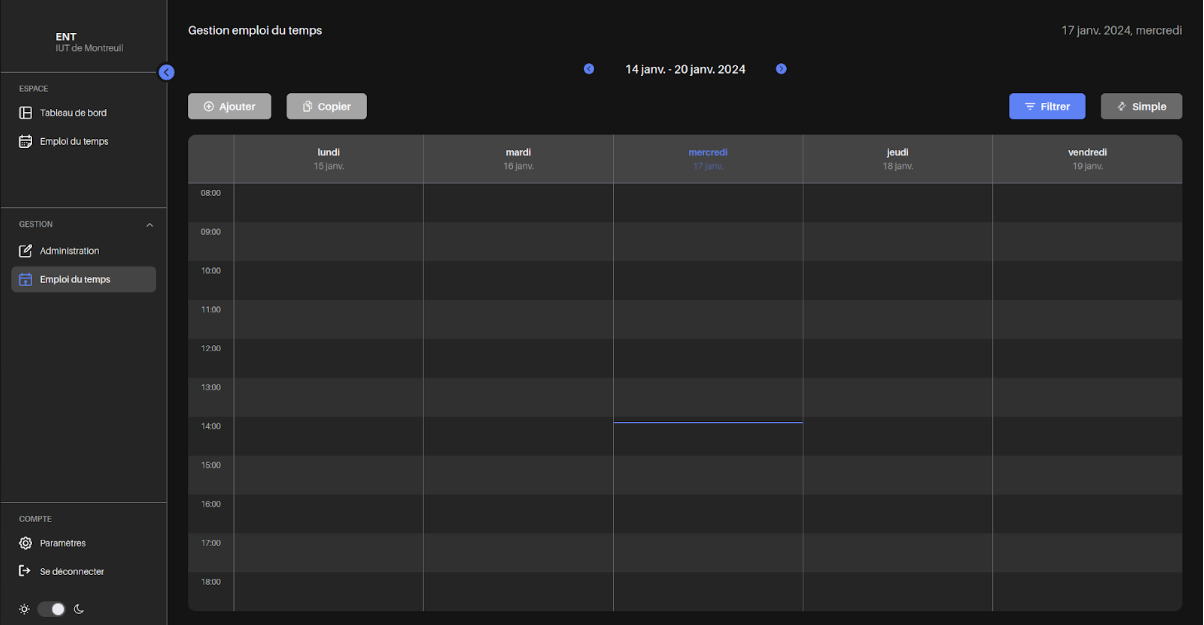 ENT
IUT de Montreuil
ESPACE
Tableau de bord
Emploi du temps
GESTION
Administration
Emploi du temps
COMPTE
Paramètres
Se déconnecter
Gestion emploi du temps
17 janv. 2024, mercredi
14 janv. - 20 janv. 2024
Ajouter
Copier
Filtrer
Simple
lundi
15 janv.
mardi
16 janv.
mercredi
17 janv.
jeudi
18 janv.
vendredi
19 janv.
08:00
09:00
10:00
11:00
12:00
13:00
14:00
15:00
16:00
17:00
18:00